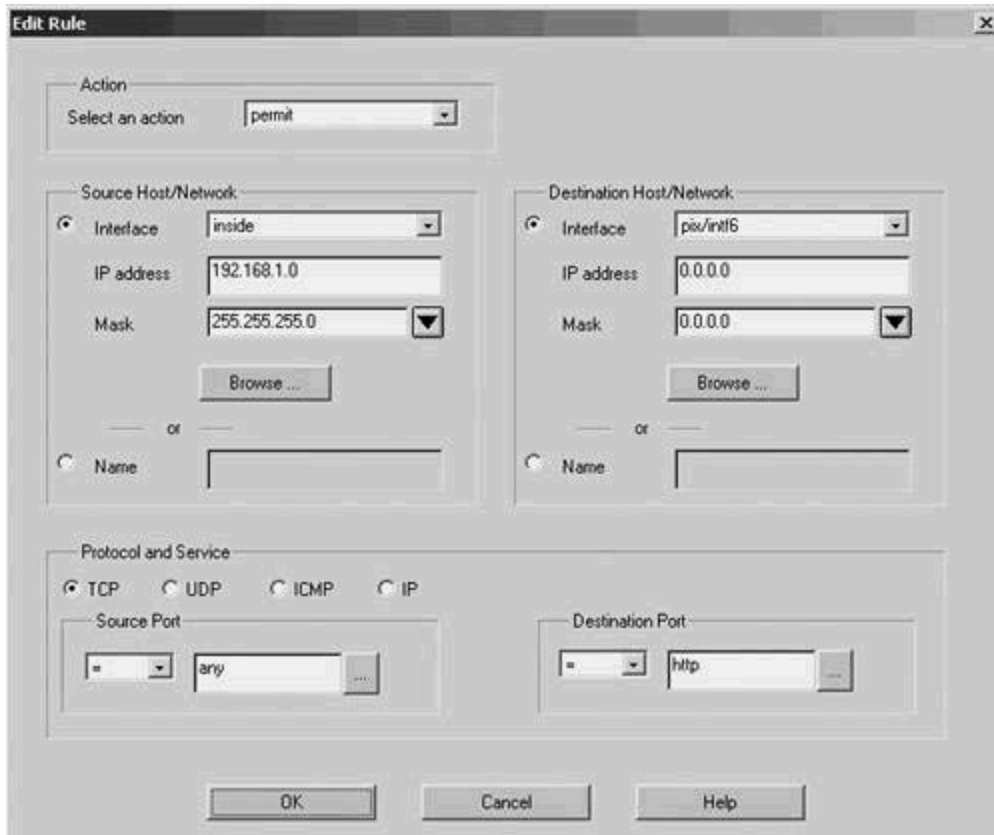 Edit Rule
Action
Select an action
permit
Source Host/Network
Interface
inside
IP address
192.168.1.0
Mask
255.255.255.0
Browse ...
or
Name
Destination Host/Network
Interface
pix/intf6
IP address
0.0.0.0
Mask
0.0.0.0
Browse ...
or
Name
Protocol and Service
TCP
UDP
ICMP
IP
Source Port
=
any
...
Destination Port
=
http
...
OK
Cancel
Help